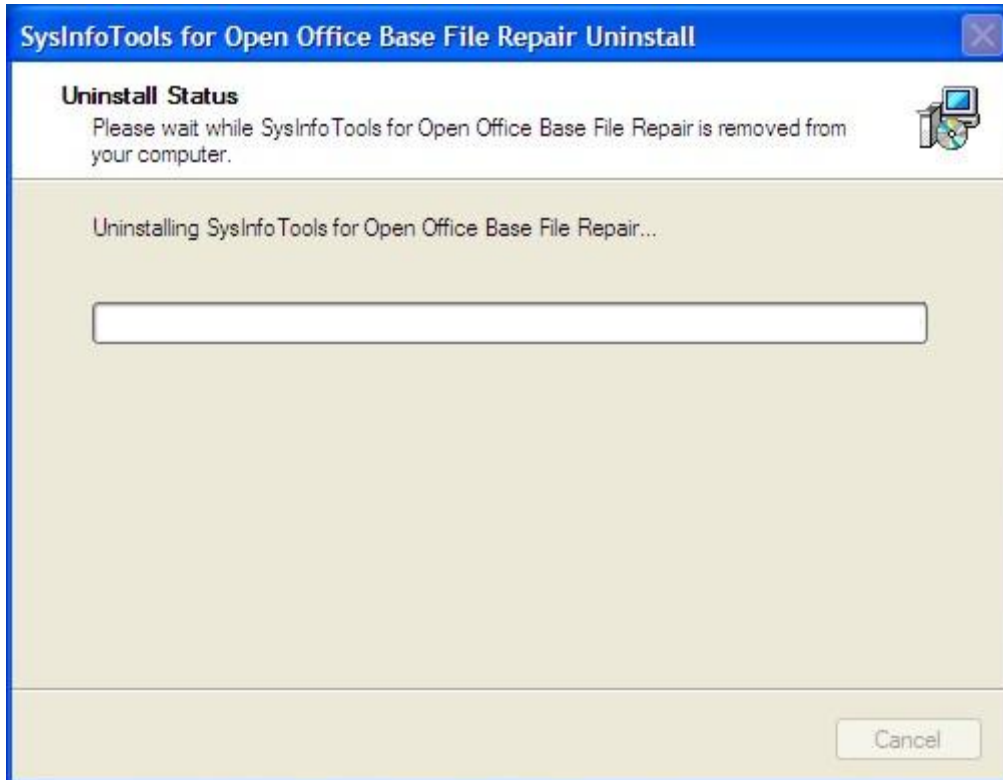 SysInfoTools for Open Office Base File Repair Uninstall
Uninstall Status
Please wait while SysInfoTools for Open Office Base File Repair is removed from
your computer.
Uninstalling SysInfoTools for Open Office Base File Repair...
Cancel